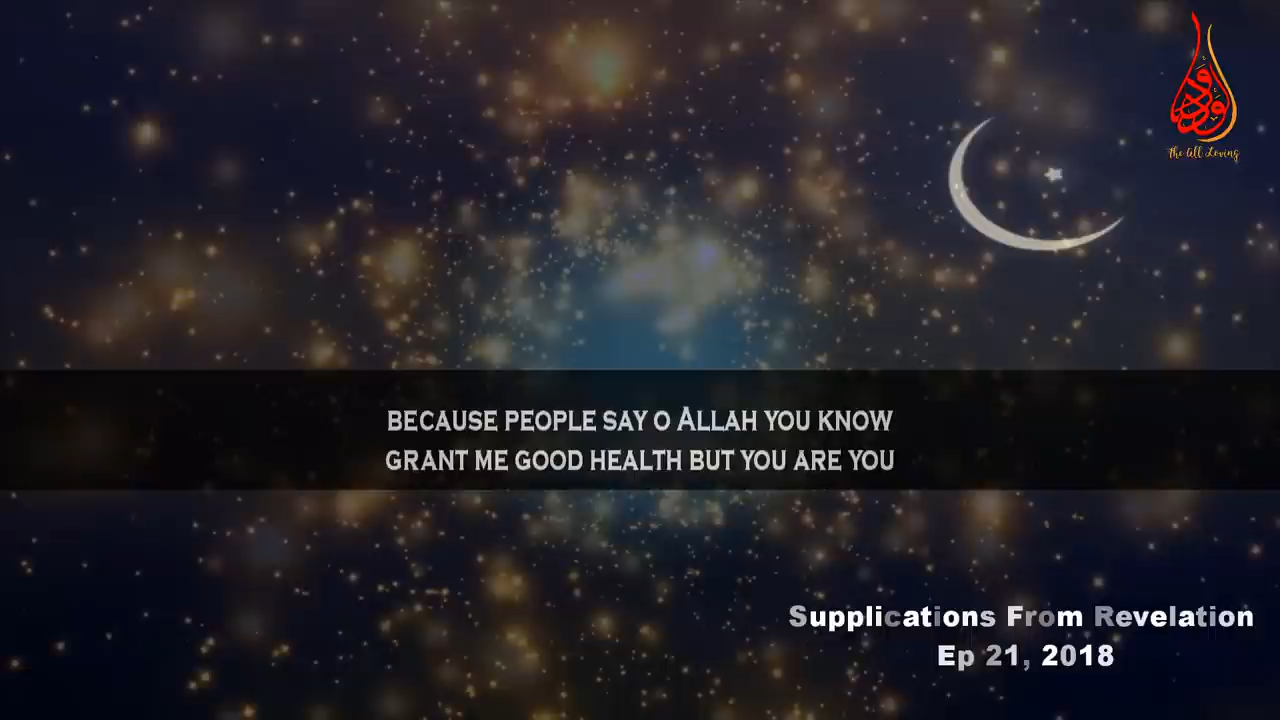 الودود
The All Loving
BECAUSE PEOPLE SAY O ALLAH YOU KNOW
GRANT ME GOOD HEALTH BUT YOU ARE YOU
Supplications From Revelation
Ep 21, 2018